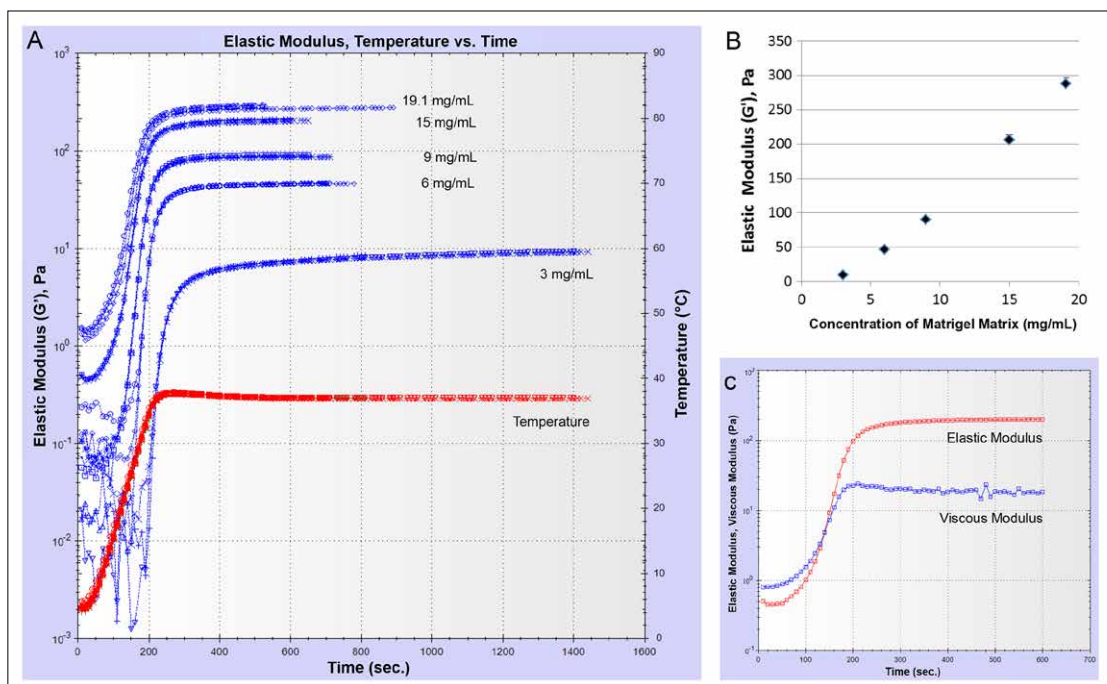 A
Elastic Modulus, Temperature vs. Time
10³
10²
10¹
10⁰
10⁻¹
10⁻²
10⁻³
Elastic Modulus (G'), Pa
90
80
70
60
50
40
30
20
10
0
Temperature (°C)
19.1 mg/mL
15 mg/mL
9 mg/mL
6 mg/mL
3 mg/mL
Temperature
0 200 400 600 800 1000 1200 1400 1600
Time (sec.)
B
350
300
250
200
150
100
50
0
Elastic Modulus (G'), Pa
0 5 10 15 20
Concentration of Matrigel Matrix (mg/mL)
C
10²
10¹
10⁰
10⁻¹
Elastic Modulus, Viscous Modulus (Pa)
Elastic Modulus
Viscous Modulus
0 100 200 300 400 500 600 700
Time (sec.)